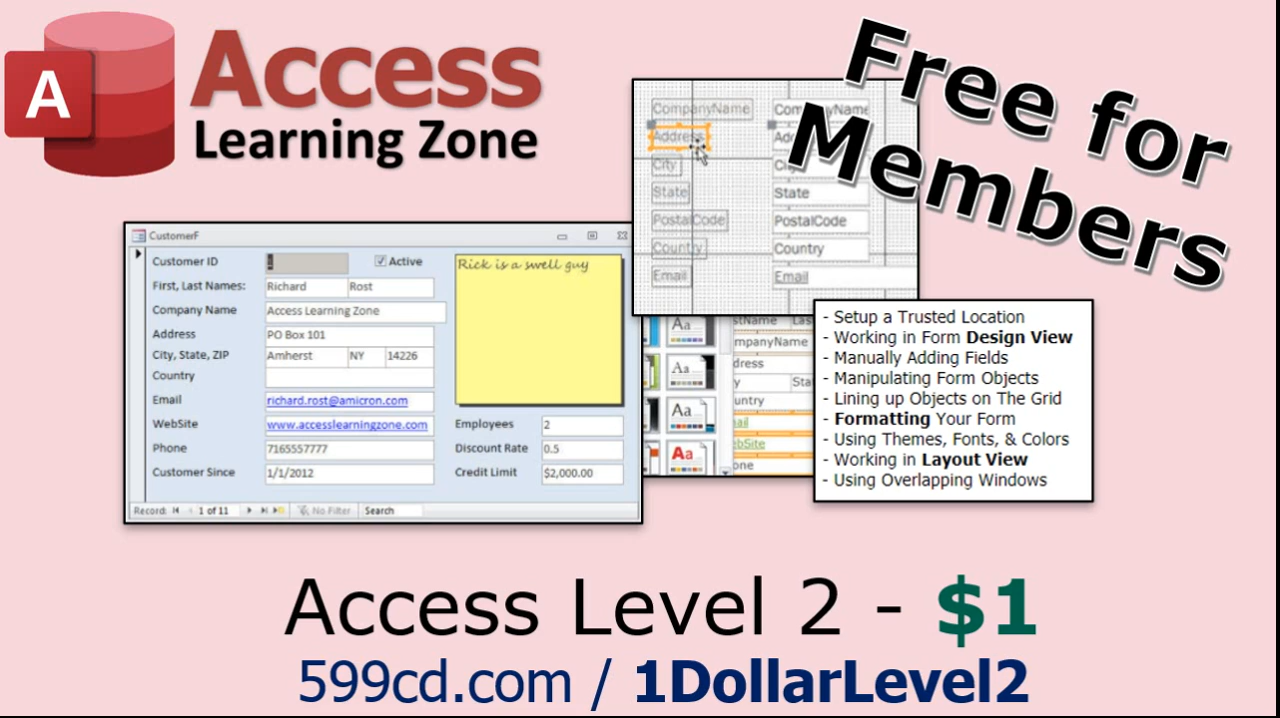 A
Access
Learning Zone
Free for
Members
CompanyName CompanyName
Address
City
State State
PostalCode PostalCode
Country Country
Email Email
CustomerF
Customer ID Active
First, Last Names: Richard Rost
Company Name Access Learning Zone
Address PO Box 101
City, State, ZIP Amherst NY 14226
Country
Email richard.rost@amicron.com
WebSite www.accesslearningzone.com
Phone 7165557777
Customer Since 1/1/2012
Rick is a swell guy
Employees 2
Discount Rate 0.5
Credit Limit $2,000.00
Record: 1 of 11 No Filter Search
Aa
Aa
Aa
Aa
- Setup a Trusted Location
- Working in Form Design View
- Manually Adding Fields
- Manipulating Form Objects
- Lining up Objects on The Grid
- Formatting Your Form
- Using Themes, Fonts, & Colors
- Working in Layout View
- Using Overlapping Windows
Access Level 2 - $1
599cd.com / 1DollarLevel2